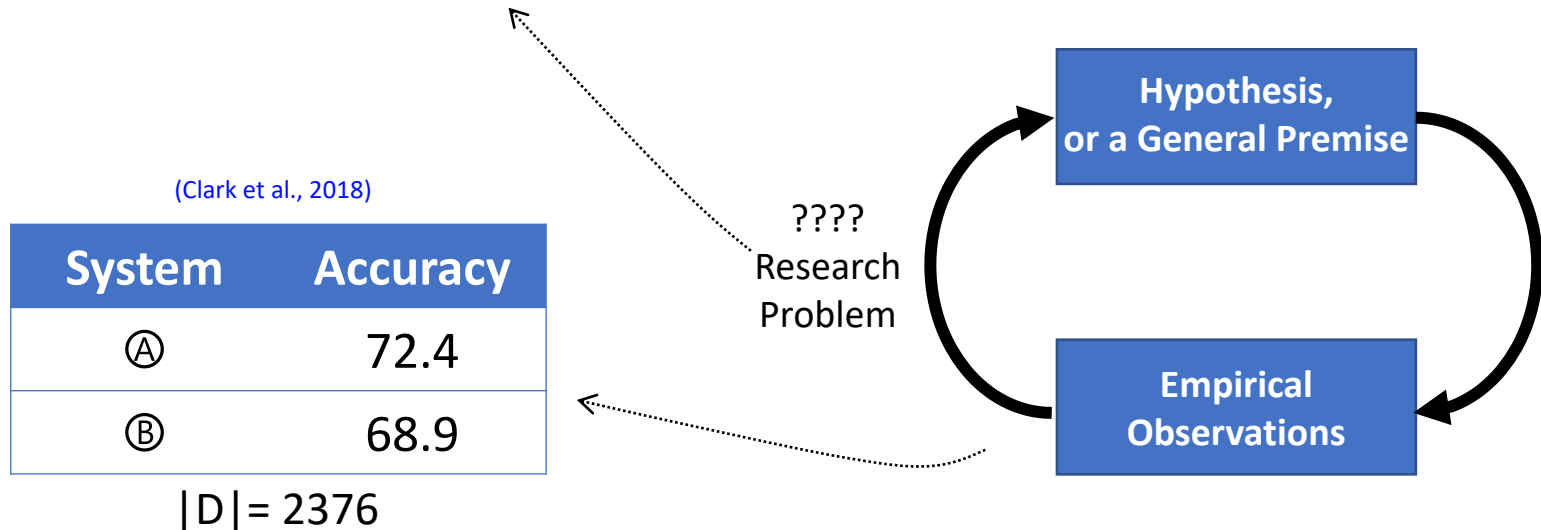 (Clark et al., 2018)
System Accuracy
Ⓐ 72.4
Ⓑ 68.9
|D|= 2376
????
Research
Problem
Hypothesis,
or a General Premise
Empirical
Observations